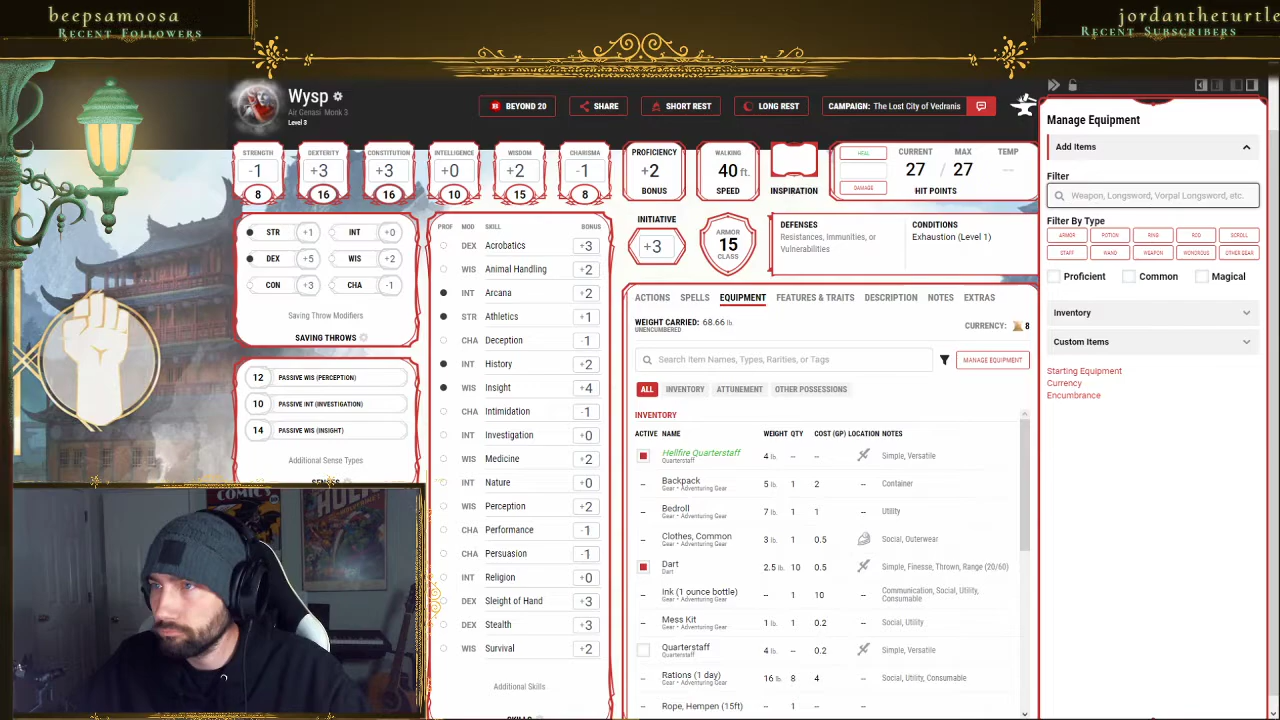 beepsamoosa
RECENT FOLLOWERS
jordantheturtle
RECENT SUBSCRIBERS
Wysp
Air Genasi Monk 3
Level 3
BEYOND 20
SHARE
SHORT REST
LONG REST
CAMPAIGN: The Lost City of Vedranis
STRENGTH
-1
8
DEXTERITY
+3
16
CONSTITUTION
+3
16
INTELLIGENCE
+0
10
WISDOM
+2
15
CHARISMA
-1
8
PROFICIENCY
+2
BONUS
WALKING
40 ft.
SPEED
INSPIRATION
HEAL
DAMAGE
CURRENT MAX TEMP
27 / 27 --
HIT POINTS
STR +1 INT +0
DEX +5 WIS +2
CON +3 CHA -1
Saving Throw Modifiers
SAVING THROWS
12 PASSIVE WIS (PERCEPTION)
10 PASSIVE INT (INVESTIGATION)
14 PASSIVE WIS (INSIGHT)
Additional Sense Types
SENSES
PROF MOD SKILL BONUS
DEX Acrobatics +3
WIS Animal Handling +2
INT Arcana +2
STR Athletics +1
CHA Deception -1
INT History +2
WIS Insight +4
CHA Intimidation -1
INT Investigation +0
WIS Medicine +2
INT Nature +0
WIS Perception +2
CHA Performance -1
CHA Persuasion -1
INT Religion +0
DEX Sleight of Hand +3
DEX Stealth +3
WIS Survival +2
Additional Skills
SKILLS
INITIATIVE
+3
ARMOR
15
CLASS
DEFENSES
Resistances, Immunities, or
Vulnerabilities
CONDITIONS
Exhaustion (Level 1)
ACTIONS SPELLS EQUIPMENT FEATURES & TRAITS DESCRIPTION NOTES EXTRAS
WEIGHT CARRIED: 68.66 lb.
UNENCUMBERED
CURRENCY: 8
Search Item Names, Types, Rarities, or Tags
MANAGE EQUIPMENT
ALL INVENTORY ATTUNEMENT OTHER POSSESSIONS
INVENTORY
ACTIVE NAME WEIGHT QTY COST (GP) LOCATION NOTES
Hellfire Quarterstaff 4 lb. -- -- Simple, Versatile
Quarterstaff
-- Backpack 5 lb. 1 2 -- Container
Gear • Adventuring Gear
-- Bedroll 7 lb. 1 1 -- Utility
Gear • Adventuring Gear
-- Clothes, Common 3 lb. 1 0.5 Social, Outerwear
Gear • Adventuring Gear
Dart 2.5 lb. 10 0.5 Simple, Finesse, Thrown, Range (20/60)
Dart
-- Ink (1 ounce bottle) -- 1 10 -- Communication, Social, Utility,
Consumable
Gear • Adventuring Gear
-- Mess Kit 1 lb. 1 0.2 -- Social, Utility
Gear • Adventuring Gear
Quarterstaff 4 lb. -- 0.2 Simple, Versatile
Quarterstaff
-- Rations (1 day) 16 lb. 8 4 -- Social, Utility, Consumable
Gear • Adventuring Gear
Rope, Hempen (15ft) -- 1
Manage Equipment
Add Items
Filter
Weapon, Longsword, Vorpal Longsword, etc.
Filter By Type
ARMOR POTION RING ROD SCROLL
STAFF WAND WEAPON WONDROUS OTHER GEAR
Proficient Common Magical
Inventory
Custom Items
Starting Equipment
Currency
Encumbrance
COMICS
HULK